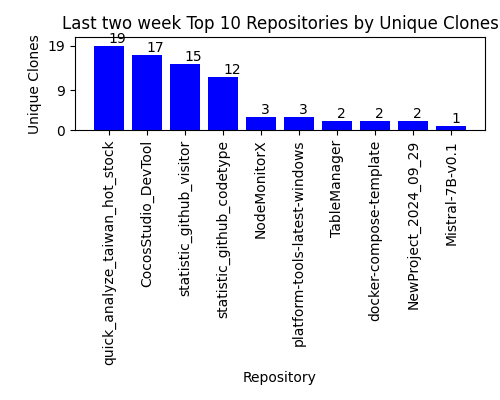 Last two week Top 10 Repositories by Unique Clones
Unique Clones
19
9
0
19
17
15
12
3
3
2
2
2
1
quick_analyze_taiwan_hot_stock
CocosStudio_DevTool
statistic_github_visitor
statistic_github_codetype
NodeMonitorX
platform-tools-latest-windows
TableManager
docker-compose-template
NewProject_2024_09_29
Mistral-7B-v0.1
Repository